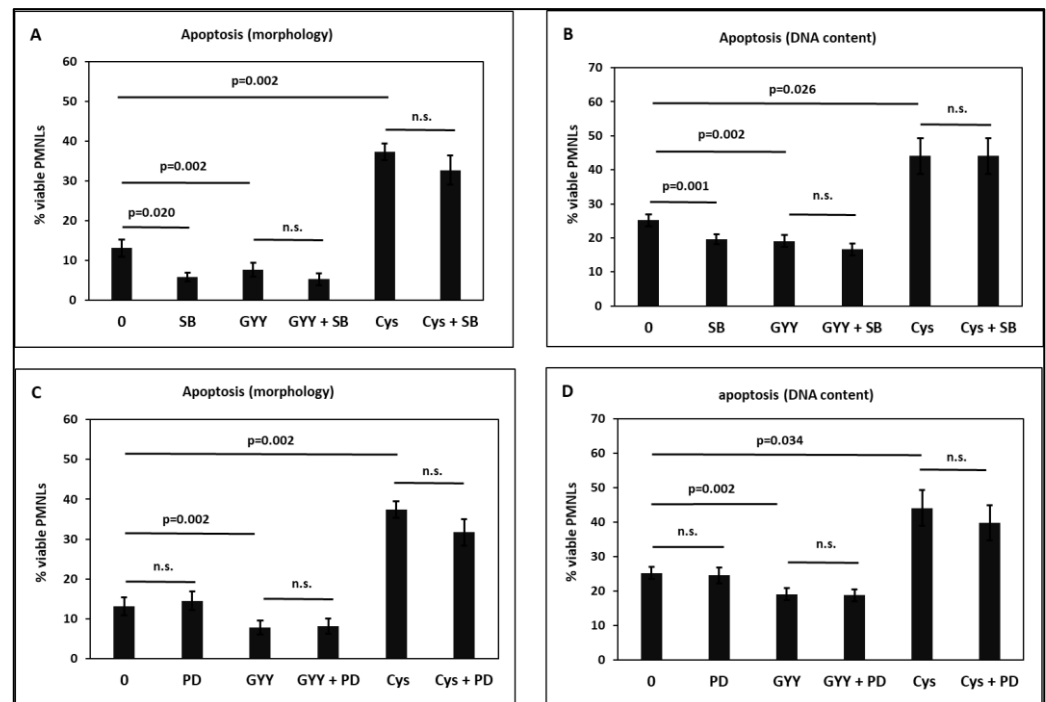 A
Apoptosis (morphology)
% viable PMNLs
60
50
40
30
20
10
0
p=0.002
n.s.
p=0.002
p=0.020
n.s.
0 SB GYY GYY + SB Cys Cys + SB
B
Apoptosis (DNA content)
% viable PMNLs
70
60
50
40
30
20
10
0
p=0.026
n.s.
p=0.002
p=0.001
n.s.
0 SB GYY GYY + SB Cys Cys + SB
C
Apoptosis (morphology)
% viable PMNLs
60
50
40
30
20
10
0
p=0.002
n.s.
p=0.002
n.s.
n.s.
0 PD GYY GYY + PD Cys Cys + PD
D
apoptosis (DNA content)
% viable PMNLs
70
60
50
40
30
20
10
0
p=0.034
n.s.
p=0.002
n.s.
n.s.
0 PD GYY GYY + PD Cys Cys + PD